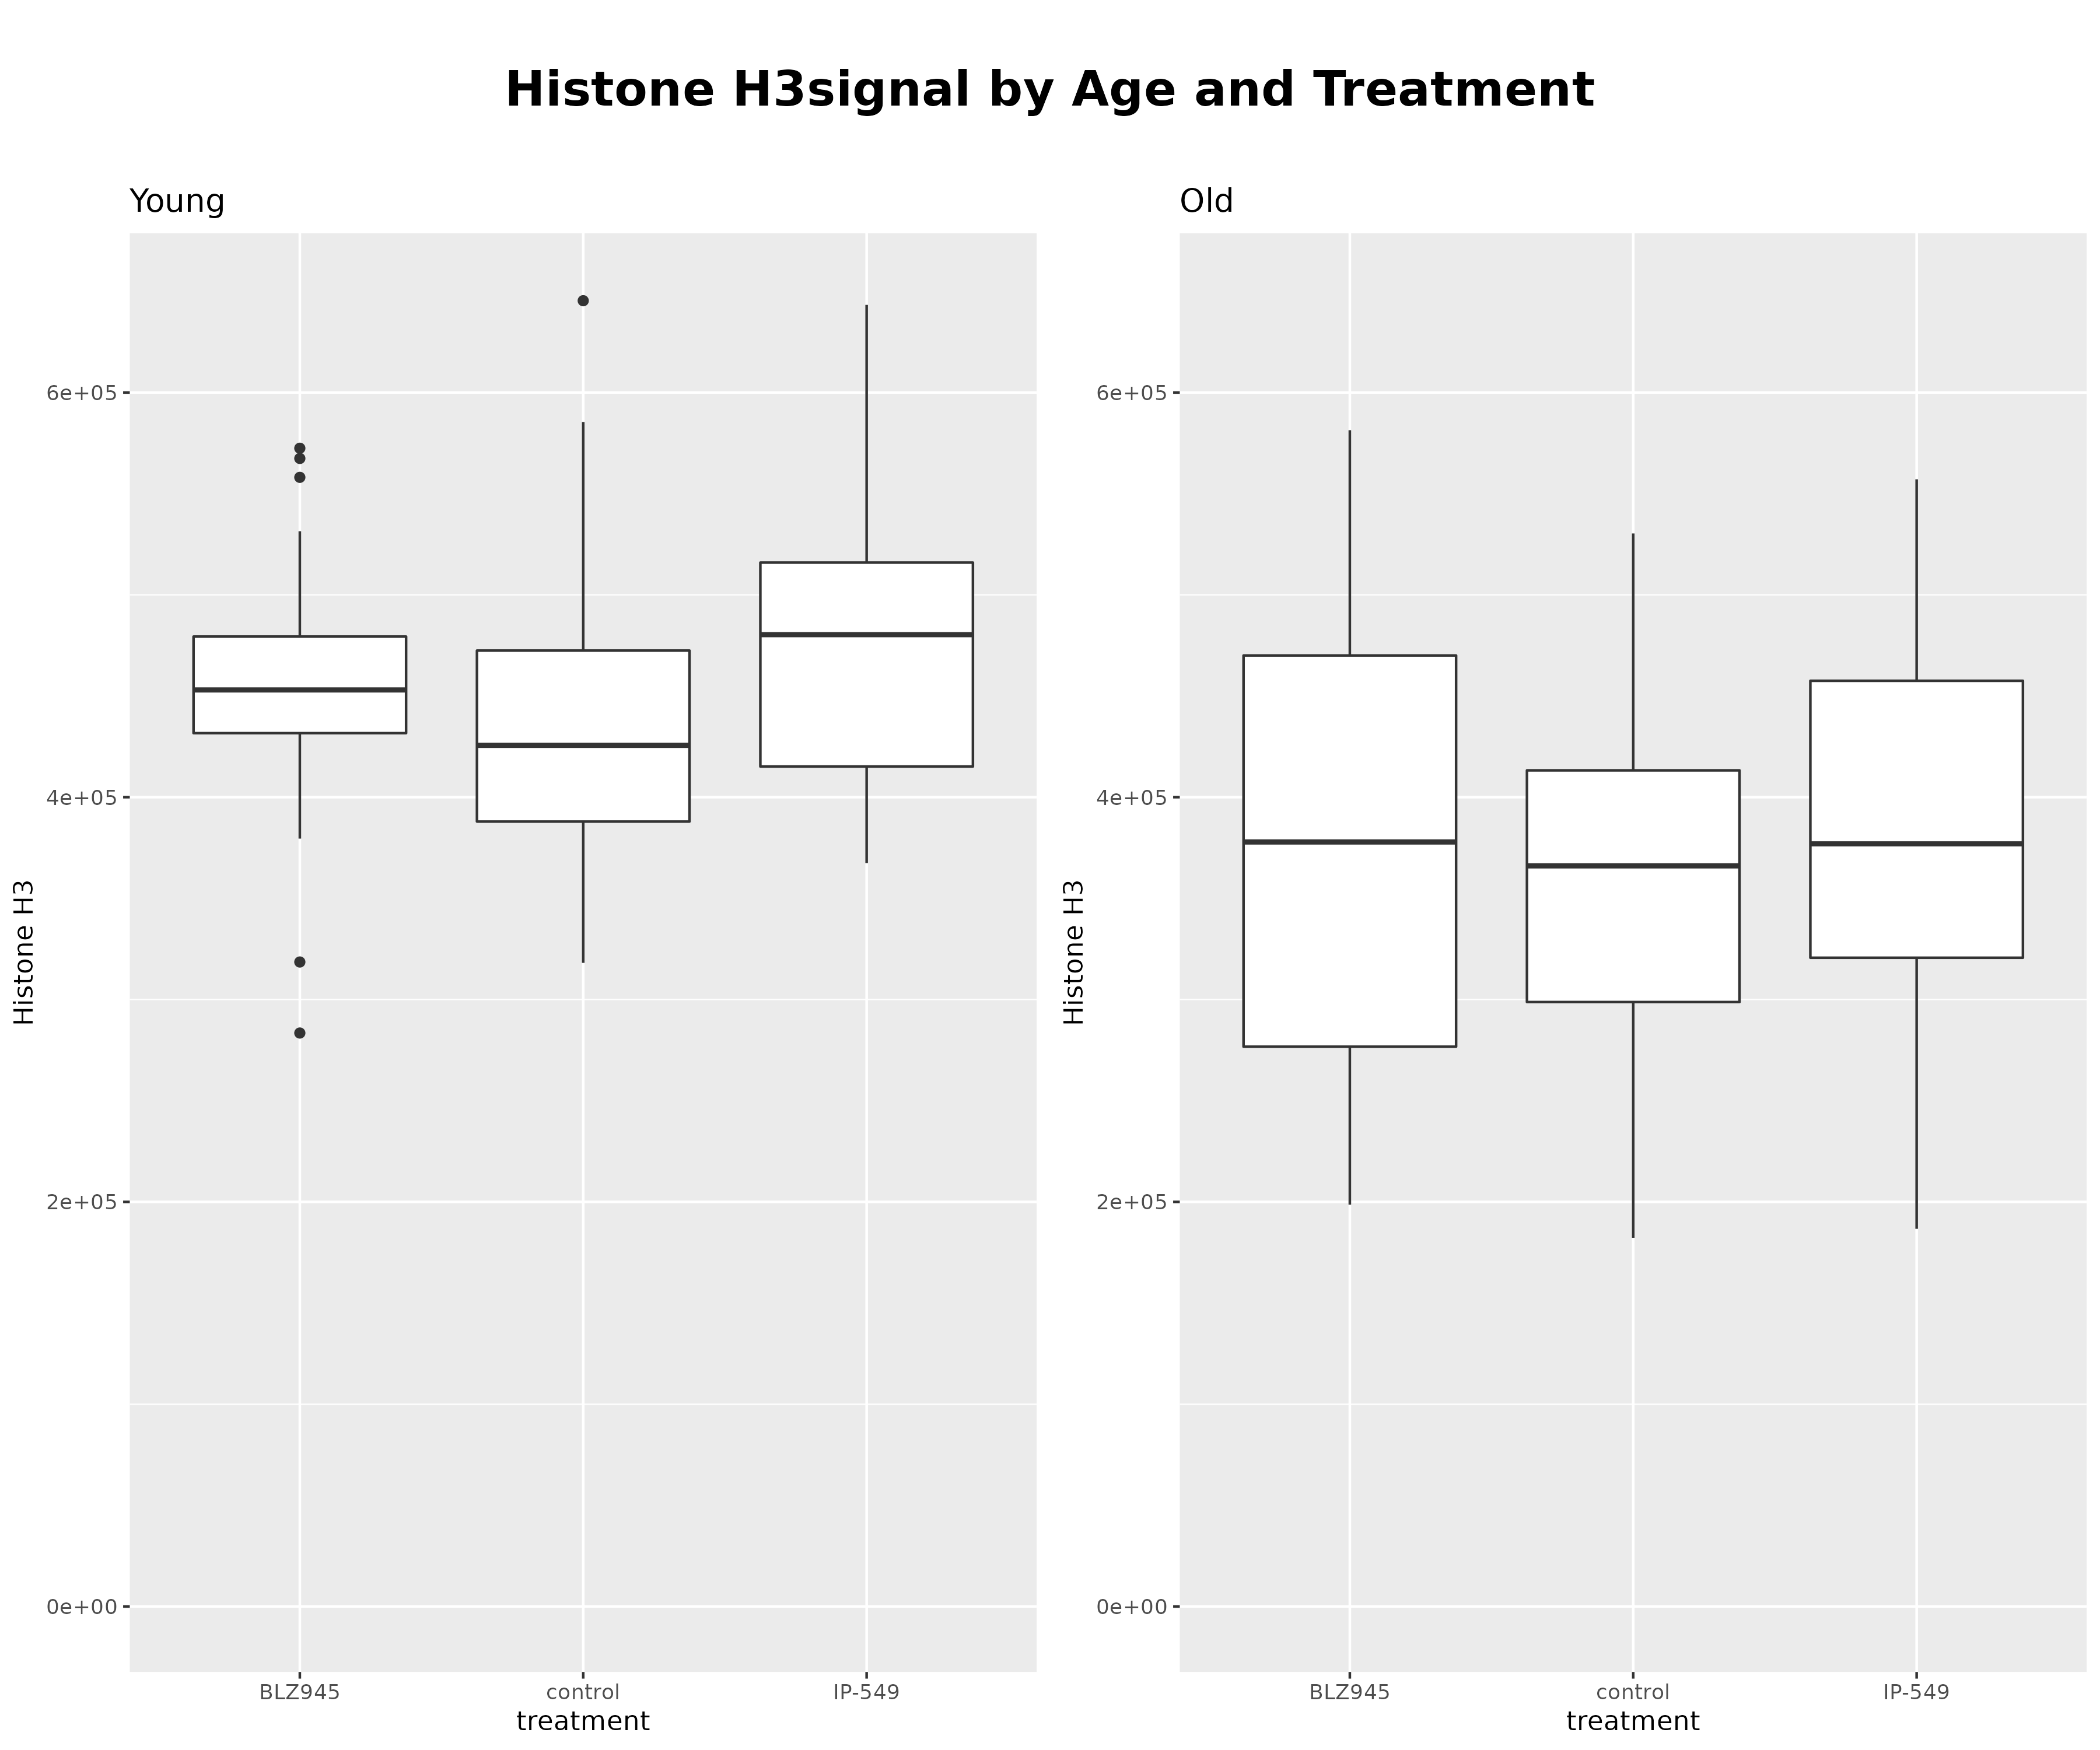 Histone H3signal by Age and Treatment
Young
6e+05
4e+05
2e+05
0e+00
Histone H3
BLZ945 control IP-549
treatment
Old
6e+05
4e+05
2e+05
0e+00
Histone H3
BLZ945 control IP-549
treatment